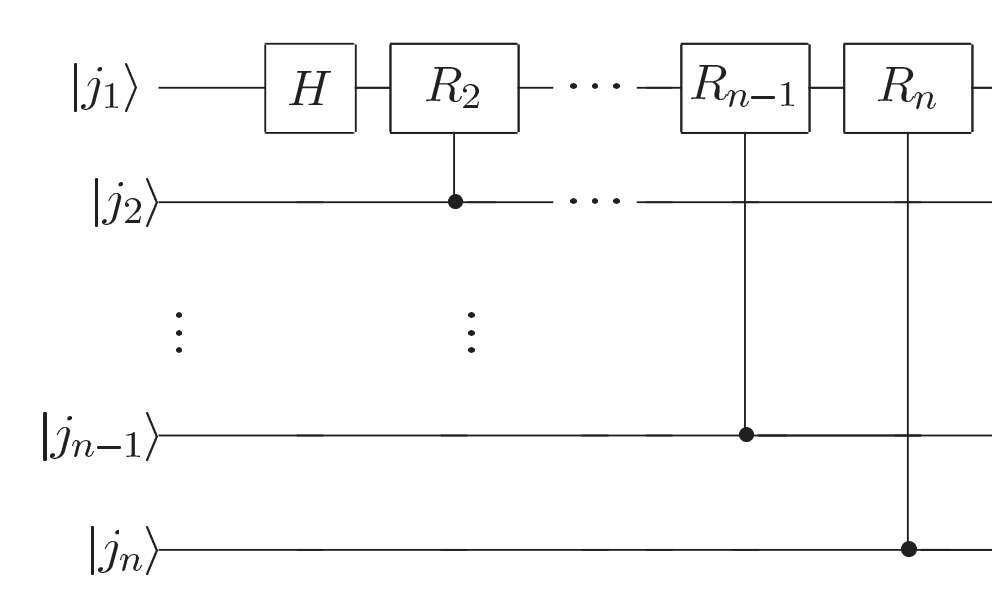 |j₁⟩ H R₂ ··· Rₙ₋₁ Rₙ
|j₂⟩ ···
⋮ ⋮
|jₙ₋₁⟩
|jₙ⟩